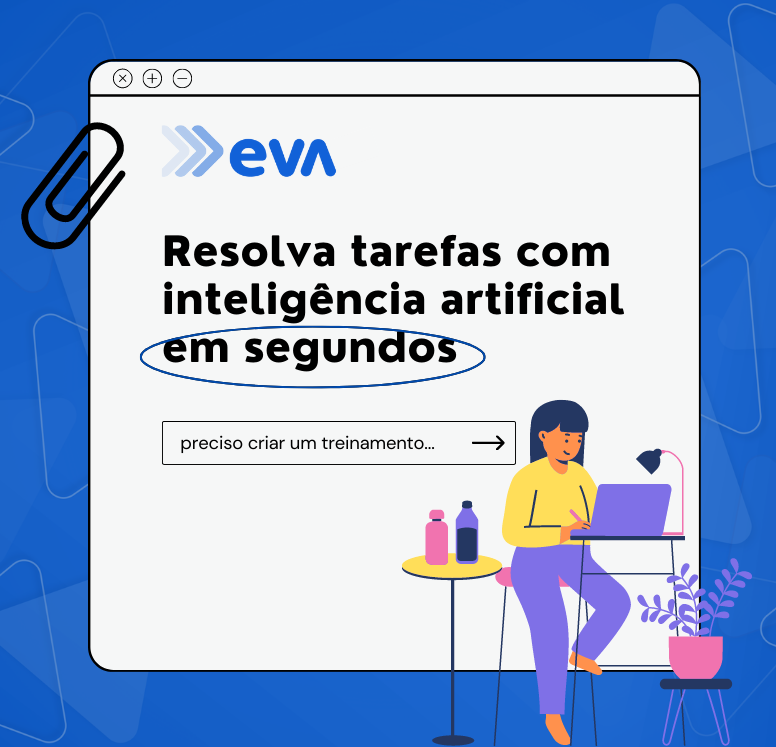 eva
Resolva tarefas com
inteligência artificial
em segundos
preciso criar um treinamento...